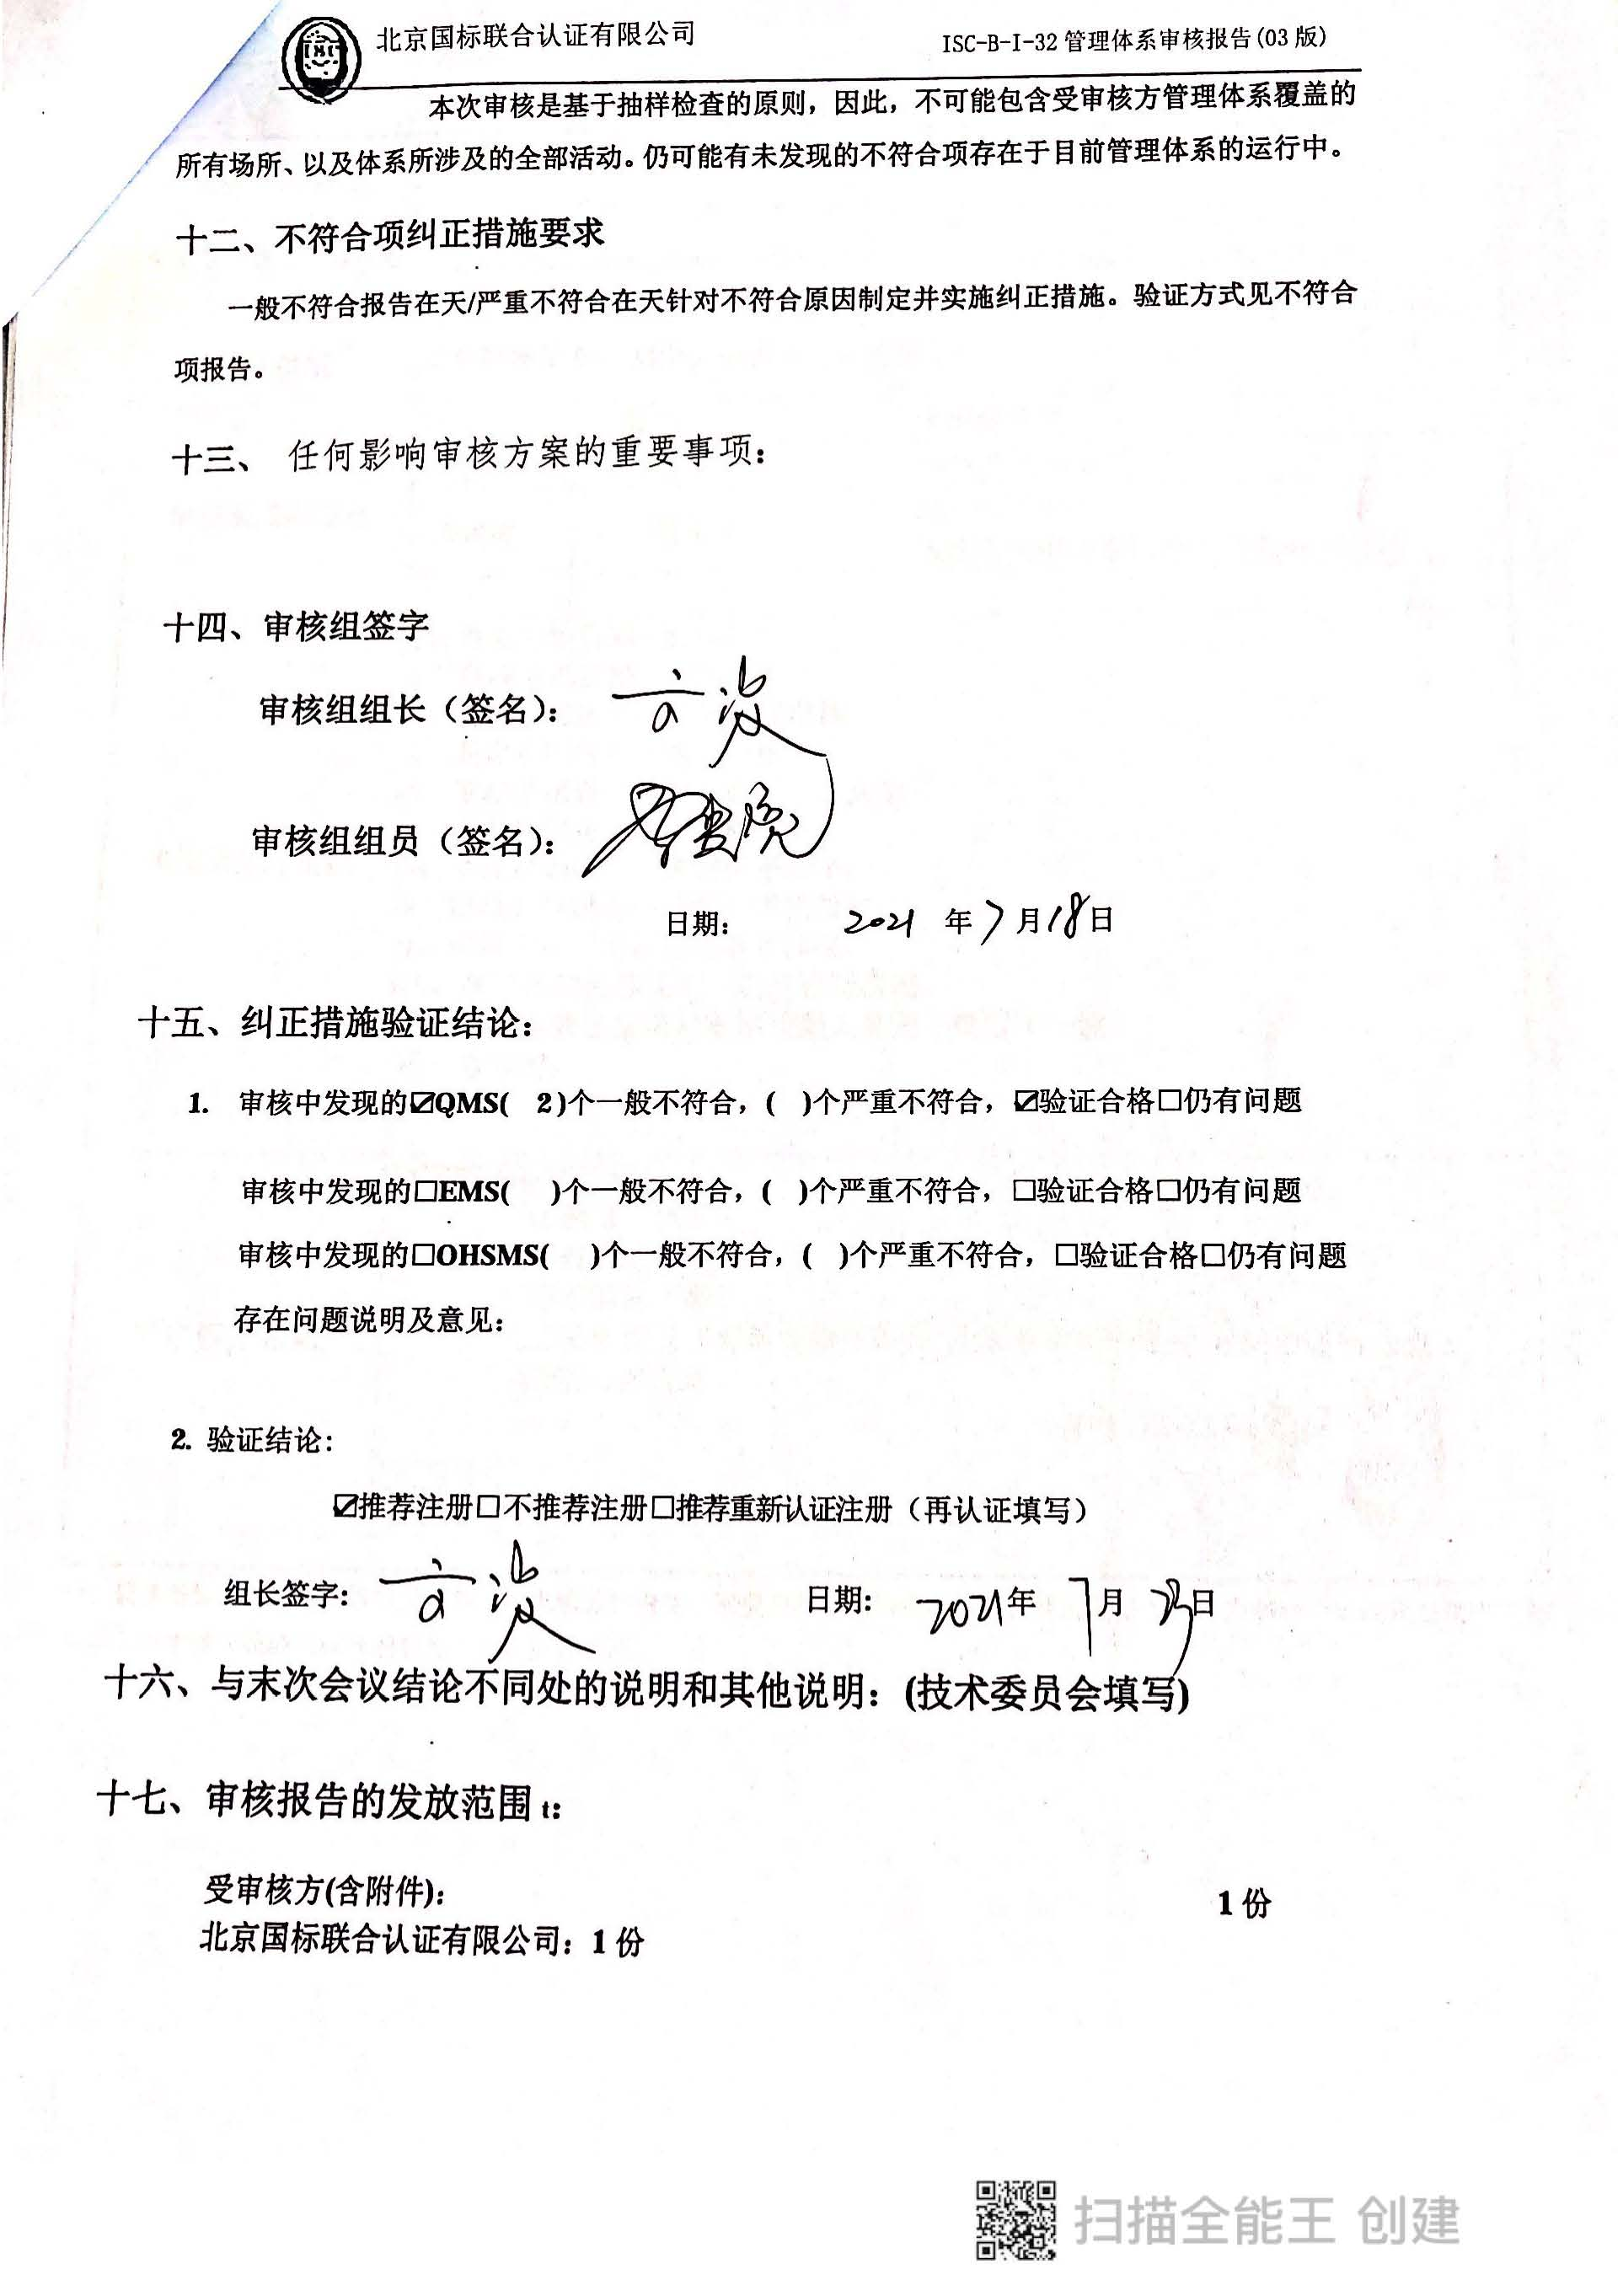 北京国标联合认证有限公司
ISC-B-I-32 管理体系审核报告(03 版)
本次审核是基于抽样检查的原则，因此，不可能包含受审核方管理体系覆盖的
所有场所、以及体系所涉及的全部活动。仍可能有未发现的不符合项存在于目前管理体系的运行中。
十二、不符合项纠正措施要求
一般不符合报告在天/严重不符合在天针对不符合原因制定并实施纠正措施。验证方式见不符合
项报告。
十三、 任何影响审核方案的重要事项：
十四、审核组签字
审核组组长（签名）：
审核组组员（签名）：
日期： 2021 年 7 月 18 日
十五、纠正措施验证结论：
1. 审核中发现的☑QMS( 2 )个一般不符合，( )个严重不符合，☑验证合格□仍有问题
审核中发现的□EMS( )个一般不符合，( )个严重不符合，□验证合格□仍有问题
审核中发现的□OHSMS( )个一般不符合，( )个严重不符合，□验证合格□仍有问题
存在问题说明及意见：
2. 验证结论：
☑推荐注册□不推荐注册□推荐重新认证注册（再认证填写）
组长签字： 日期： 2021年 7月 23日
十六、与末次会议结论不同处的说明和其他说明：(技术委员会填写)
十七、审核报告的发放范围 t:
受审核方(含附件)： 1 份
北京国标联合认证有限公司：1 份
扫描全能王 创建